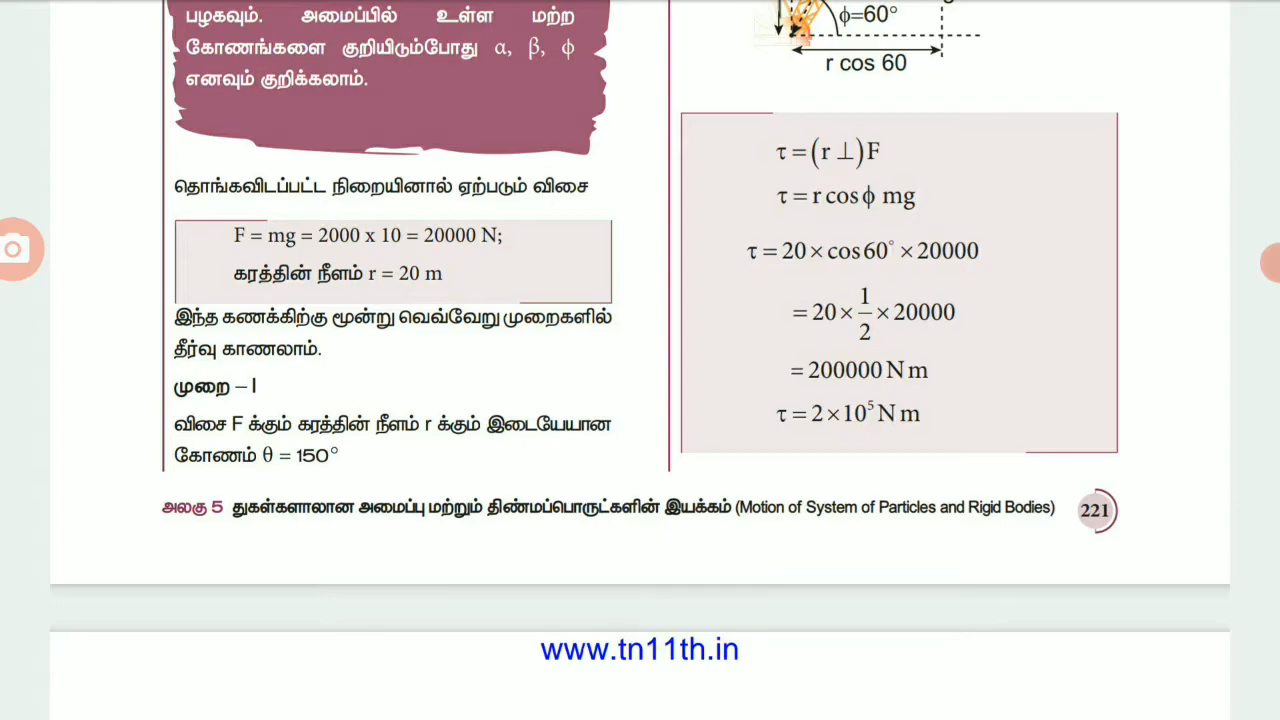 பழகவும். அமைப்பில் உள்ள மற்ற
கோணங்களை குறியிடும்போது α, β, ϕ
எனவும் குறிக்கலாம்.
தொங்கவிடப்பட்ட நிறையினால் ஏற்படும் விசை
F = mg = 2000 x 10 = 20000 N;
கரத்தின் நீளம் r = 20 m
இந்த கணக்கிற்கு மூன்று வெவ்வேறு முறைகளில்
தீர்வு காணலாம்.
முறை – I
விசை F க்கும் கரத்தின் நீளம் r க்கும் இடையேயான
கோணம் θ = 150°
ϕ=60°
r cos 60
τ = (r ⊥) F
τ = r cos ϕ mg
τ = 20 × cos 60° × 20000
= 20 × 1/2 × 20000
= 200000 N m
τ = 2 × 10⁵ N m
அலகு 5 துகள்களாலான அமைப்பு மற்றும் திண்மப்பொருட்களின் இயக்கம் (Motion of System of Particles and Rigid Bodies) 221
www.tn11th.in